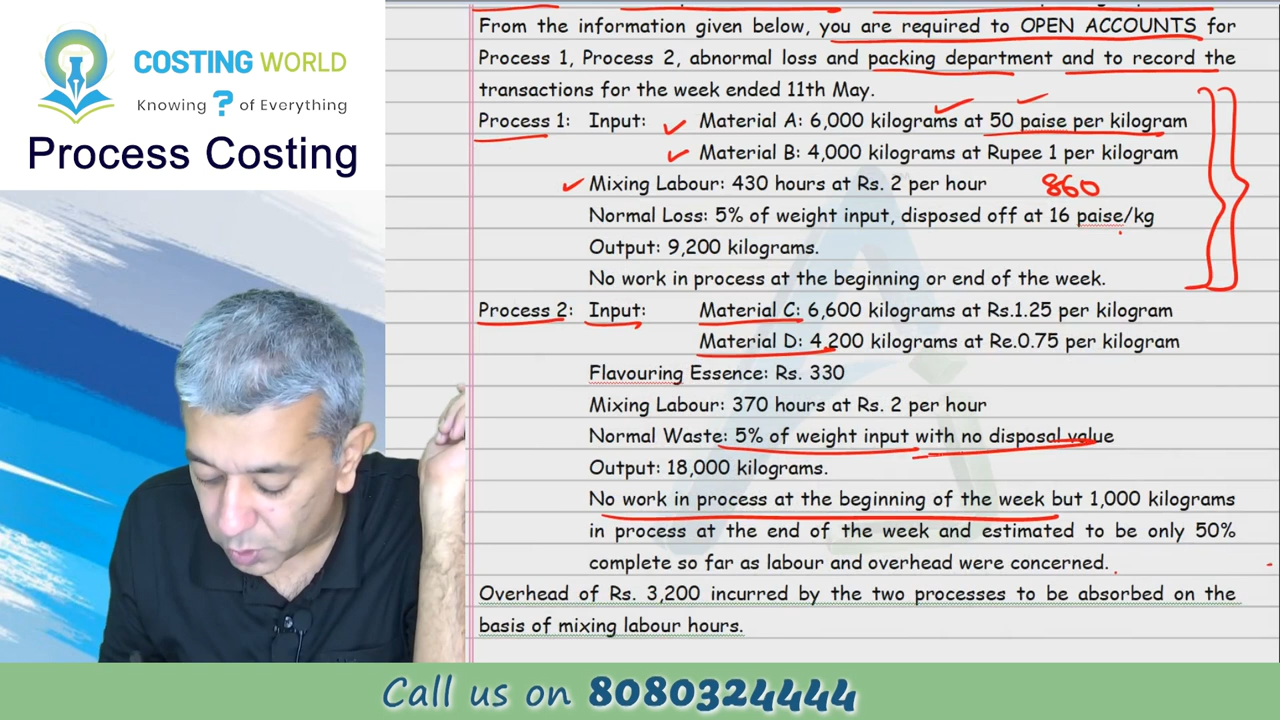 COSTING WORLD
Knowing ? of Everything
Process Costing
From the information given below, you are required to OPEN ACCOUNTS for
Process 1, Process 2, abnormal loss and packing department and to record the
transactions for the week ended 11th May.
Process 1: Input: Material A: 6,000 kilograms at 50 paise per kilogram
Material B: 4,000 kilograms at Rupee 1 per kilogram
Mixing Labour: 430 hours at Rs. 2 per hour 860
Normal Loss: 5% of weight input, disposed off at 16 paise/kg
Output: 9,200 kilograms.
No work in process at the beginning or end of the week.
Process 2: Input: Material C: 6,600 kilograms at Rs.1.25 per kilogram
Material D: 4,200 kilograms at Re.0.75 per kilogram
Flavouring Essence: Rs. 330
Mixing Labour: 370 hours at Rs. 2 per hour
Normal Waste: 5% of weight input with no disposal value
Output: 18,000 kilograms.
No work in process at the beginning of the week but 1,000 kilograms
in process at the end of the week and estimated to be only 50%
complete so far as labour and overhead were concerned.
Overhead of Rs. 3,200 incurred by the two processes to be absorbed on the
basis of mixing labour hours.
Call us on 8080324444